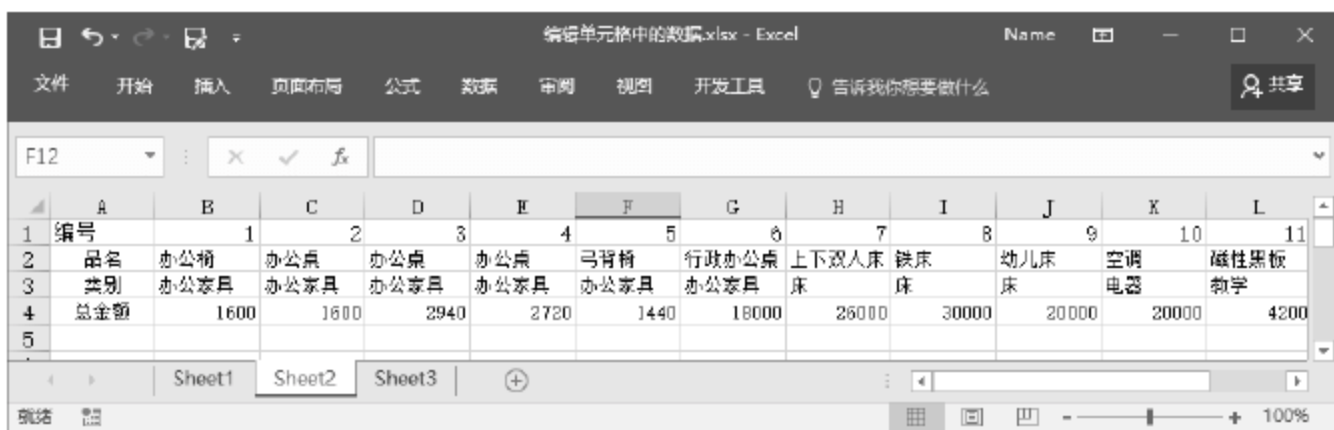 编辑单元格中的数据.xlsx - Excel Name
文件 开始 插入 页面布局 公式 数据 审阅 视图 开发工具 告诉我你想要做什么 共享
F12 fx
A B C D E F G H I J K L
1 编号 1 2 3 4 5 6 7 8 9 10 11
2 品名 办公椅 办公桌 办公桌 办公桌 弓背椅 行政办公桌 上下双人床 铁床 幼儿床 空调 磁性黑板
3 类别 办公家具 办公家具 办公家具 办公家具 办公家具 办公家具 床 床 床 电器 教学
4 总金额 1600 1600 2940 2720 1440 18000 26000 30000 20000 20000 4200
5
Sheet1 Sheet2 Sheet3
就绪 100%